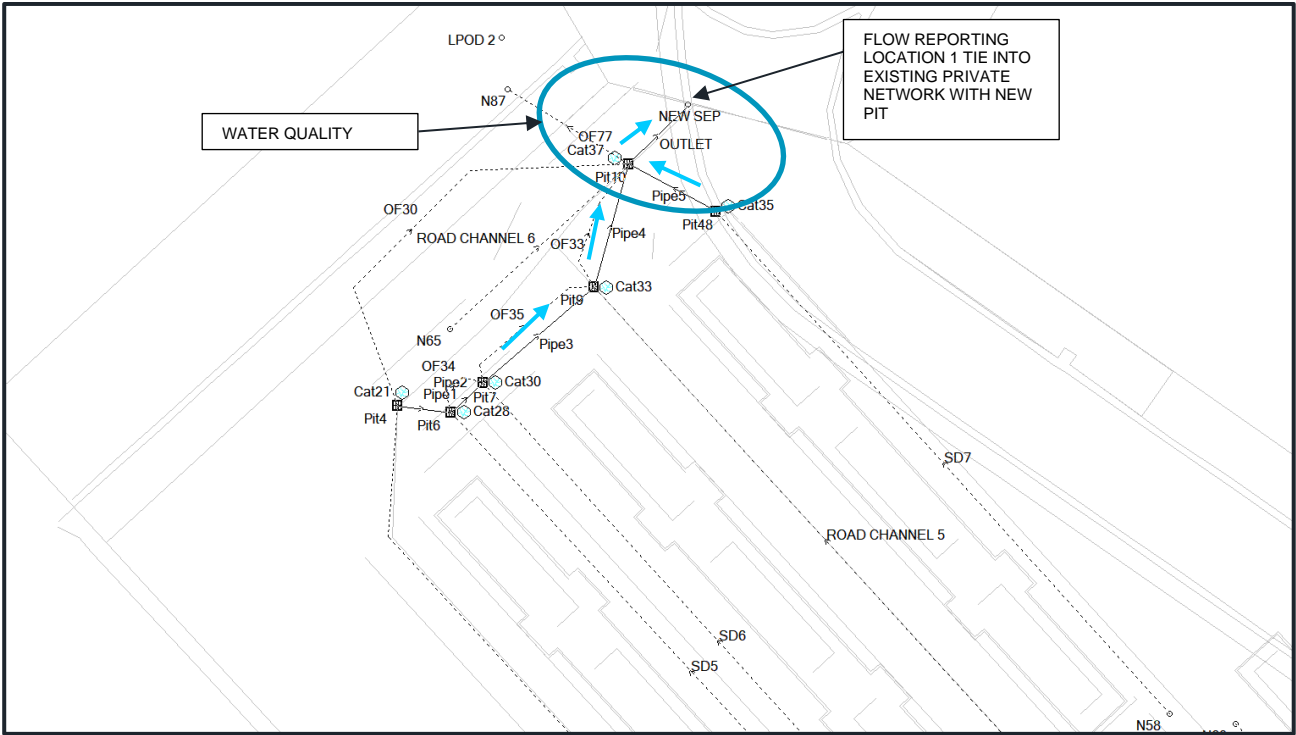 FLOW REPORTING
LOCATION 1 TIE INTO
EXISTING PRIVATE
NETWORK WITH NEW
PIT
LPOD 2
N87
NEW SEP
WATER QUALITY
OF77
OUTLET
Cat37
Pit10
Pipe5
Cat35
OF30
Pit48
ROAD CHANNEL 6
OF33
Pipe4
Pit9
Cat33
OF35
N65
Pipe3
OF34
Pipe2
Cat30
Cat21
Pipe1
Pit7
Pit4
Pit6
Cat28
SD7
ROAD CHANNEL 5
SD6
SD5
N58